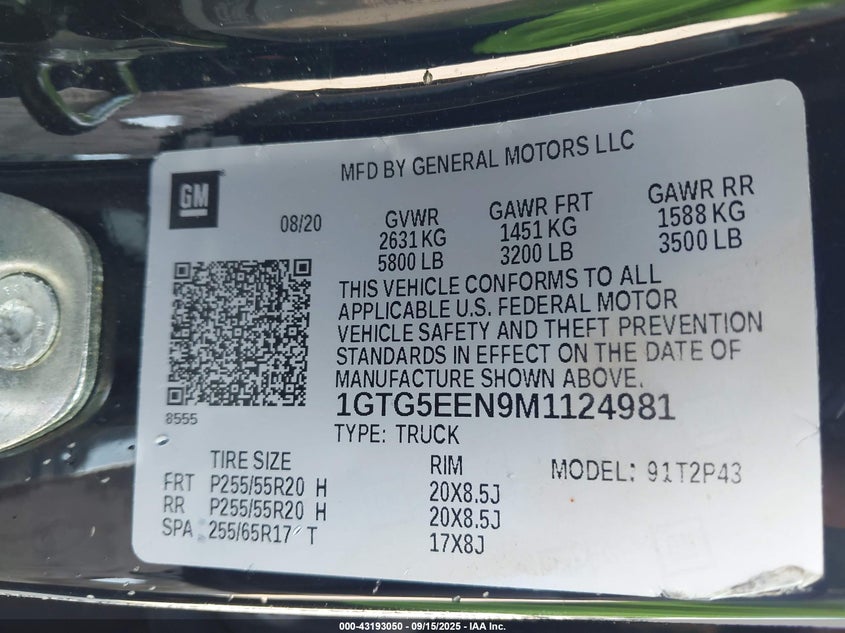 MFD BY GENERAL MOTORS LLC
GM
08/20
GVWR
2631 KG
5800 LB
GAWR FRT
1451 KG
3200 LB
GAWR RR
1588 KG
3500 LB
THIS VEHICLE CONFORMS TO ALL
APPLICABLE U.S. FEDERAL MOTOR
VEHICLE SAFETY AND THEFT PREVENTION
STANDARDS IN EFFECT ON THE DATE OF
MANUFACTURE SHOWN ABOVE.
8555
1GTG5EEN9M1124981
TYPE: TRUCK
TIRE SIZE RIM MODEL: 91T2P43
FRT P255/55R20 H 20X8.5J
RR P255/55R20 H 20X8.5J
SPA 255/65R17 T 17X8J
000-43193050 - 09/15/2025 - IAA Inc.